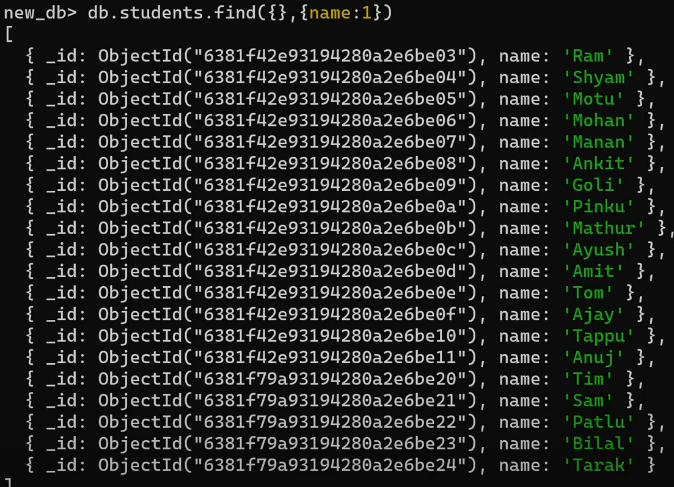 new_db> db.students.find({},{name:1})
[
  { _id: ObjectId("6381f42e93194280a2e6be03"), name: 'Ram' },
  { _id: ObjectId("6381f42e93194280a2e6be04"), name: 'Shyam' },
  { _id: ObjectId("6381f42e93194280a2e6be05"), name: 'Motu' },
  { _id: ObjectId("6381f42e93194280a2e6be06"), name: 'Mohan' },
  { _id: ObjectId("6381f42e93194280a2e6be07"), name: 'Manan' },
  { _id: ObjectId("6381f42e93194280a2e6be08"), name: 'Ankit' },
  { _id: ObjectId("6381f42e93194280a2e6be09"), name: 'Goli' },
  { _id: ObjectId("6381f42e93194280a2e6be0a"), name: 'Pinku' },
  { _id: ObjectId("6381f42e93194280a2e6be0b"), name: 'Mathur' },
  { _id: ObjectId("6381f42e93194280a2e6be0c"), name: 'Ayush' },
  { _id: ObjectId("6381f42e93194280a2e6be0d"), name: 'Amit' },
  { _id: ObjectId("6381f42e93194280a2e6be0e"), name: 'Tom' },
  { _id: ObjectId("6381f42e93194280a2e6be0f"), name: 'Ajay' },
  { _id: ObjectId("6381f42e93194280a2e6be10"), name: 'Tappu' },
  { _id: ObjectId("6381f42e93194280a2e6be11"), name: 'Anuj' },
  { _id: ObjectId("6381f79a93194280a2e6be20"), name: 'Tim' },
  { _id: ObjectId("6381f79a93194280a2e6be21"), name: 'Sam' },
  { _id: ObjectId("6381f79a93194280a2e6be22"), name: 'Patlu' },
  { _id: ObjectId("6381f79a93194280a2e6be23"), name: 'Bilal' },
  { _id: ObjectId("6381f79a93194280a2e6be24"), name: 'Tarak' }
]